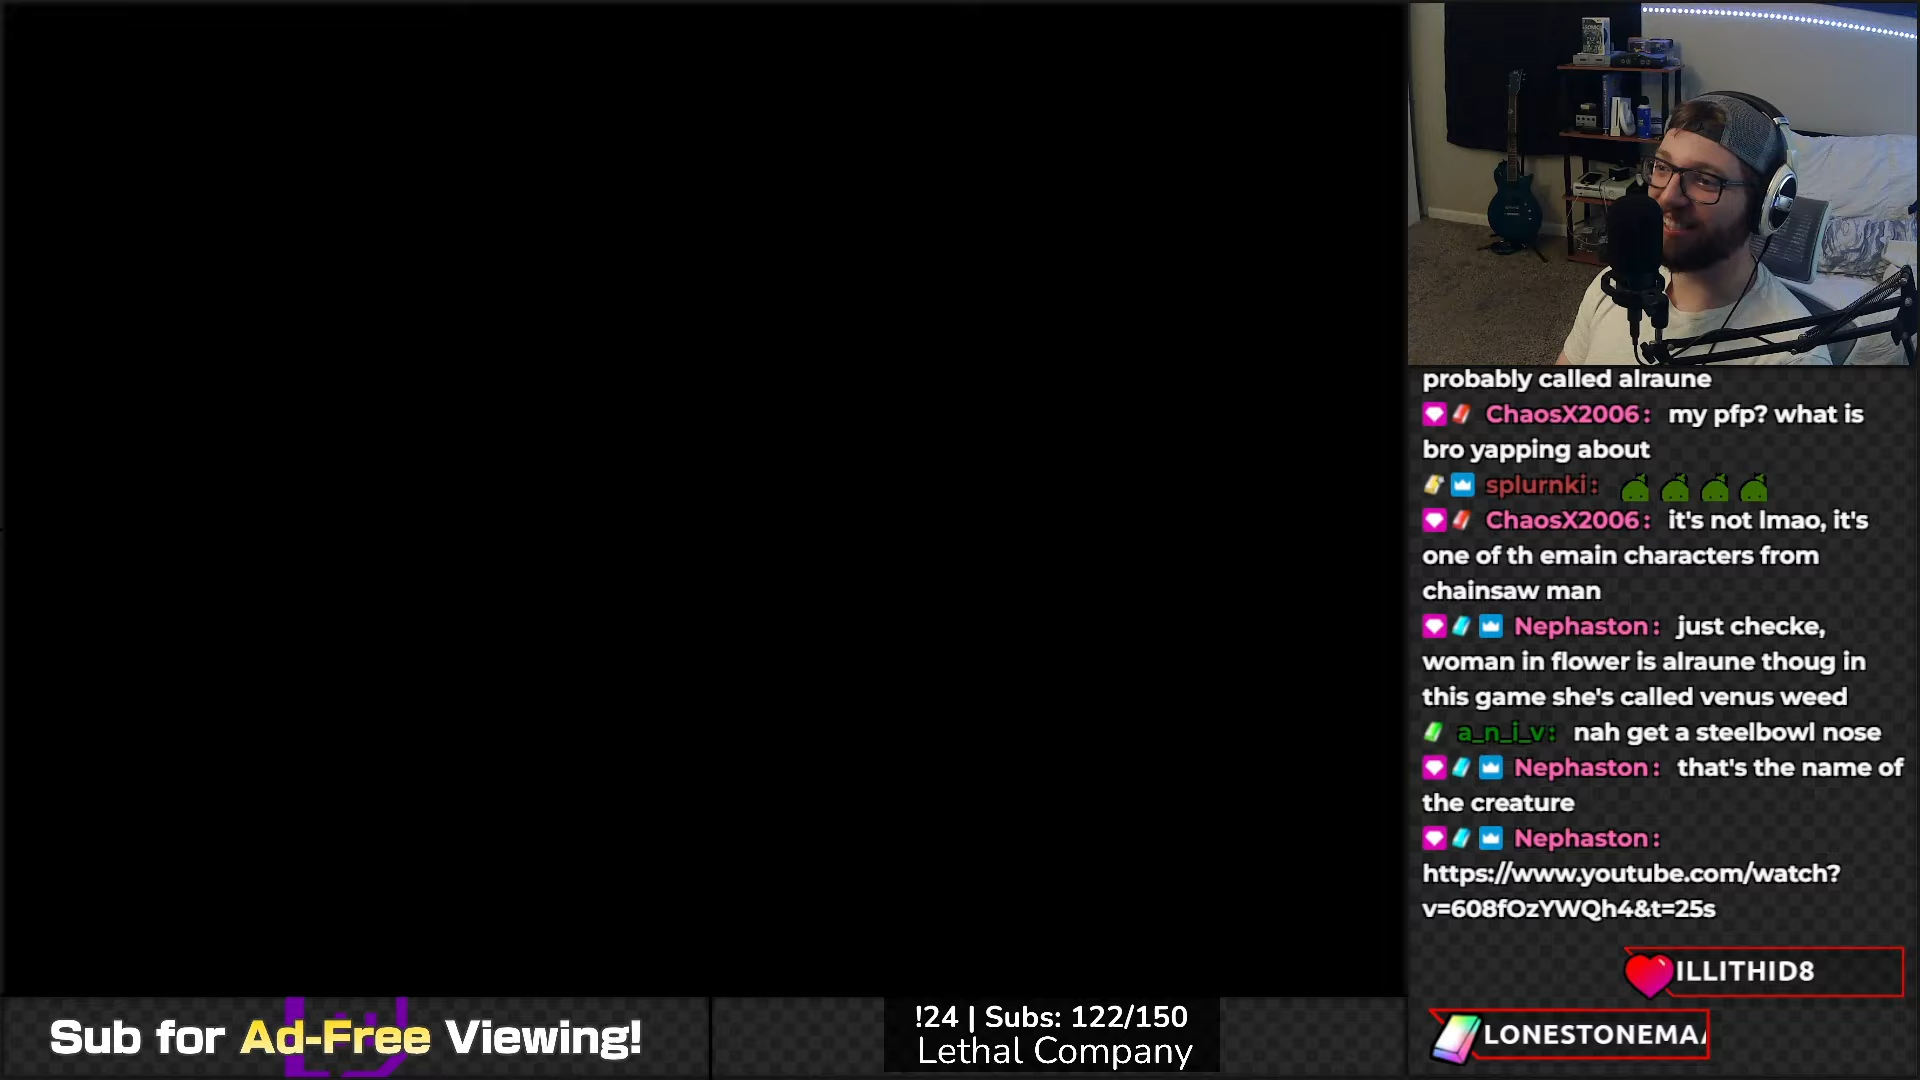 probably called alraune
ChaosX2006: my pfp? what is
bro yapping about
splurnki:
ChaosX2006: it's not lmao, it's
one of th emain characters from
chainsaw man
Nephaston: just checke,
woman in flower is alraune thoug in
this game she's called venus weed
a_n_i_v: nah get a steelbowl nose
Nephaston: that's the name of
the creature
Nephaston:
https://www.youtube.com/watch?
v=608fOzYWQh4&t=25s
ILLITHID8
LONESTONEMA
Sub for Ad-Free Viewing!
!24 | Subs: 122/150
Lethal Company